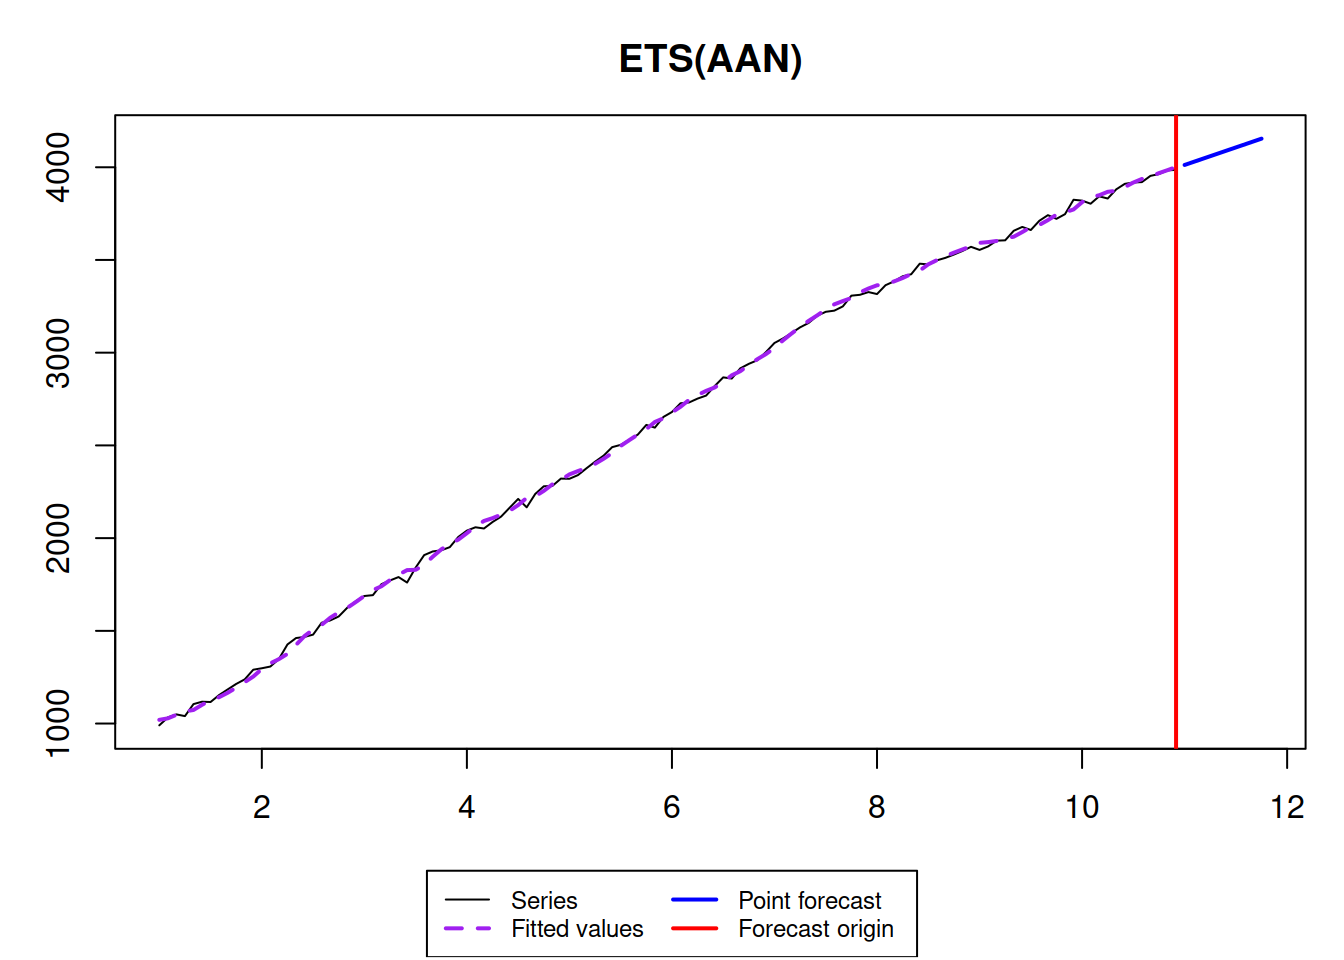 ETS(AAN)
4000
3000
2000
1000
2 4 6 8 10 12
Series Point forecast
Fitted values Forecast origin